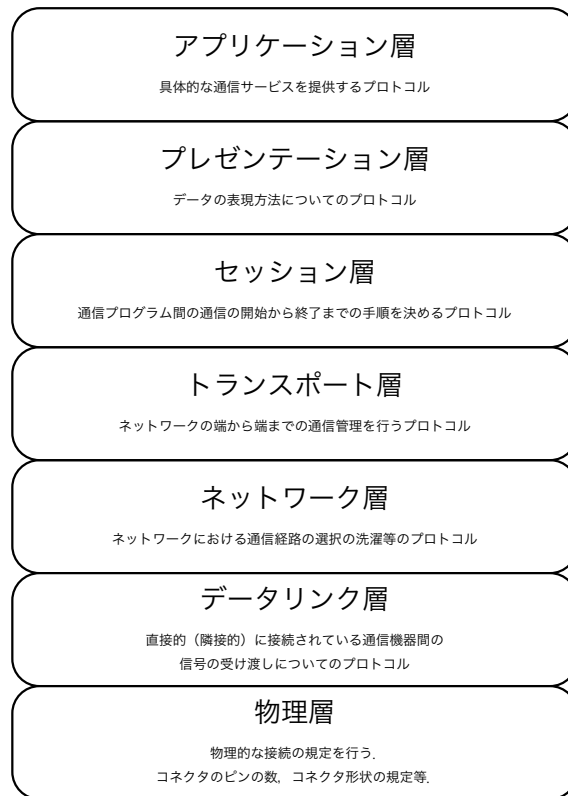 アプリケーション層
具体的な通信サービスを提供するプロトコル
プレゼンテーション層
データの表現方法についてのプロトコル
セッション層
通信プログラム間の通信の開始から終了までの手順を決めるプロトコル
トランスポート層
ネットワークの端から端までの通信管理を行うプロトコル
ネットワーク層
ネットワークにおける通信経路の選択の洗濯等のプロトコル
データリンク層
直接的（隣接的）に接続されている通信機器間の
信号の受け渡しについてのプロトコル
物理層
物理的な接続の規定を行う．
コネクタのピンの数，コネクタ形状の規定等．